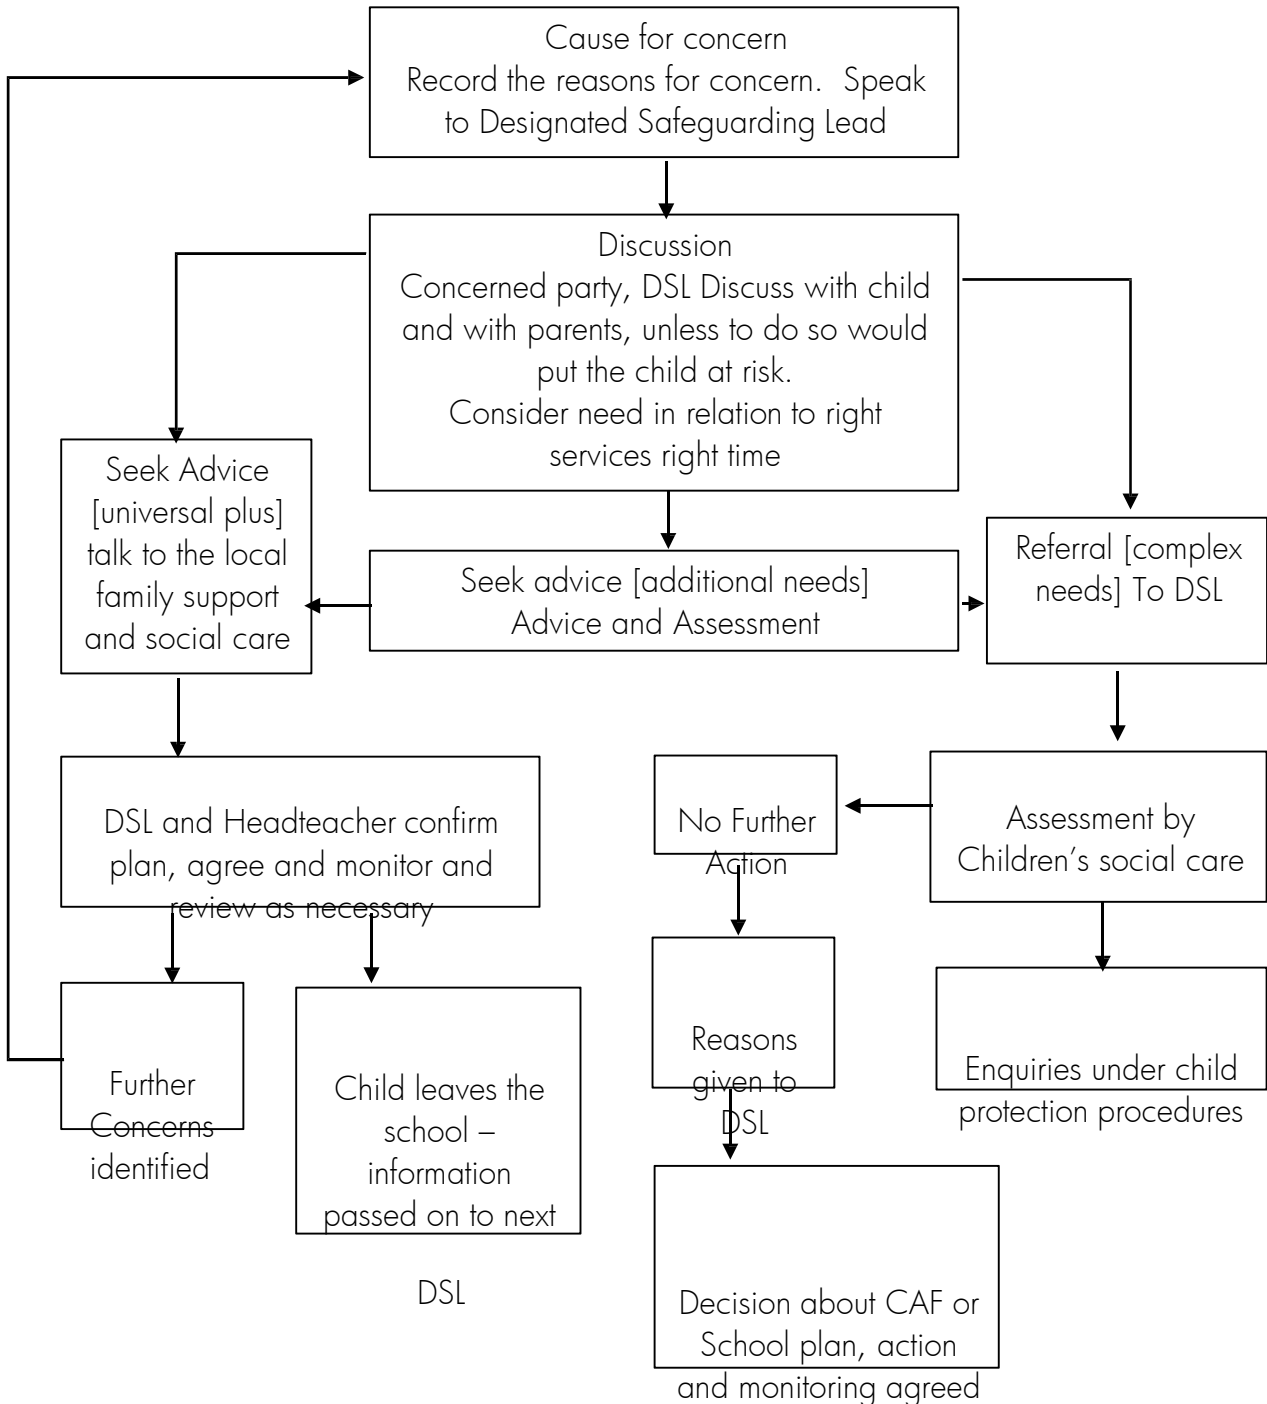 Cause for concern
Record the reasons for concern. Speak
to Designated Safeguarding Lead
Discussion
Concerned party, DSL Discuss with child
and with parents, unless to do so would
put the child at risk.
Consider need in relation to right
services right time
Seek Advice
[universal plus]
talk to the local
family support
and social care
Seek advice [additional needs]
Advice and Assessment
Referral [complex
needs] To DSL
DSL and Headteacher confirm
plan, agree and monitor and
review as necessary
No Further
Action
Assessment by
Children’s social care
Further
Concerns
identified
Child leaves the
school –
information
passed on to next
DSL
Reasons
given to
DSL
Enquiries under child
protection procedures
Decision about CAF or
School plan, action
and monitoring agreed